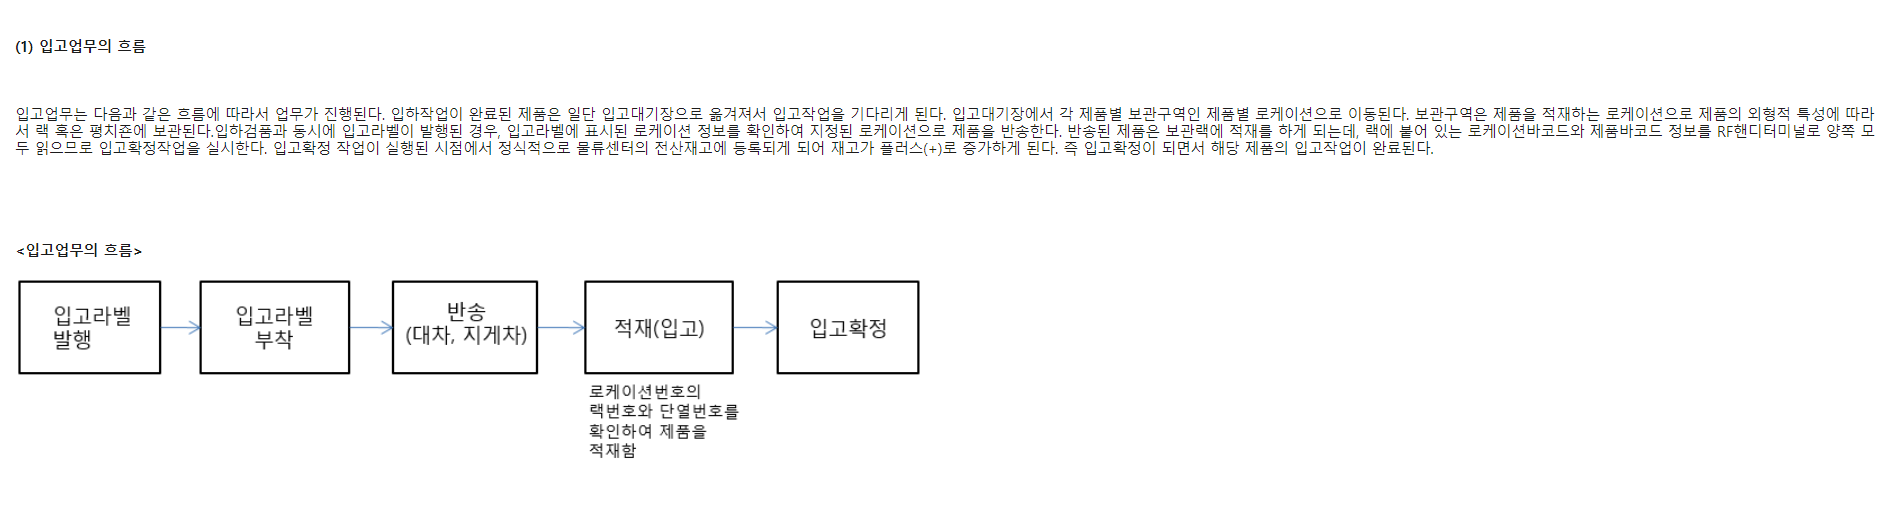 (1) 입고업무의 흐름
입고업무는 다음과 같은 흐름에 따라서 업무가 진행된다. 입하작업이 완료된 제품은 일단 입고대기장으로 옮겨져서 입고작업을 기다리게 된다. 입고대기장에서 각 제품별 보관구역인 제품별 로케이션으로 이동된다. 보관구역은 제품을 적재하는 로케이션으로 제품의 외형적 특성에 따라
서 랙 혹은 평치존에 보관된다.입하검품과 동시에 입고라벨이 발행된 경우, 입고라벨에 표시된 로케이션 정보를 확인하여 지정된 로케이션으로 제품을 반송한다. 반송된 제품은 보관랙에 적재를 하게 되는데, 랙에 붙어 있는 로케이션바코드와 제품바코드 정보를 RF핸디터미널로 양쪽 모
두 읽으므로 입고확정작업을 실시한다. 입고확정 작업이 실행된 시점에서 정식적으로 물류센터의 전산재고에 등록되게 되어 재고가 플러스(+)로 증가하게 된다. 즉 입고확정이 되면서 해당 제품의 입고작업이 완료된다.
<입고업무의 흐름>
입고라벨
발행
입고라벨
부착
반송
(대차, 지게차)
적재(입고)
입고확정
로케이션번호의
랙번호와 단열번호를
확인하여 제품을
적재함